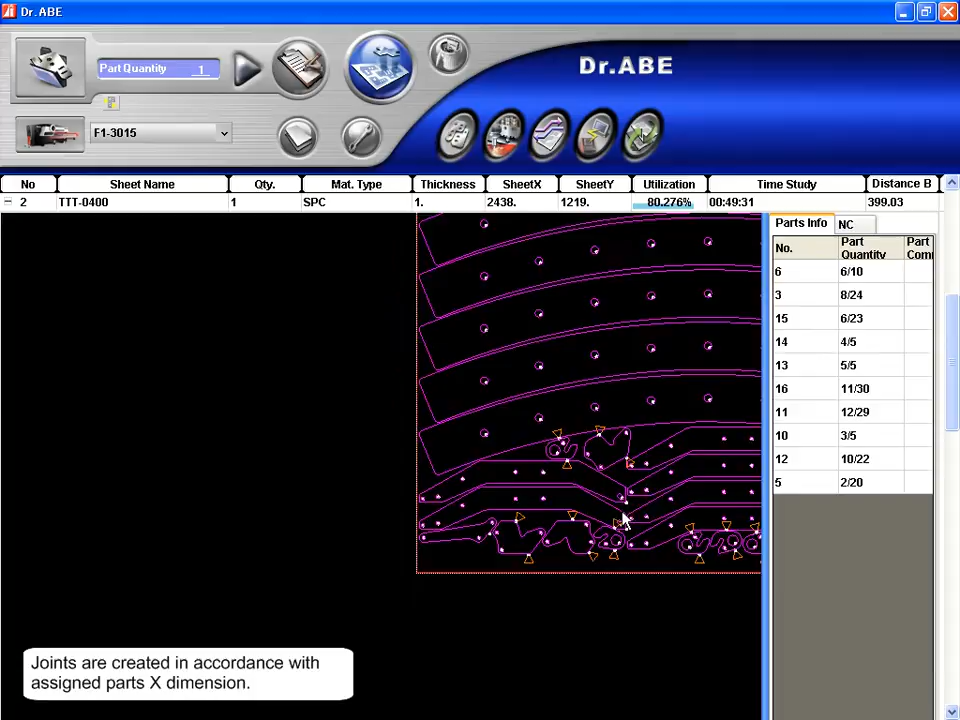 Dr. ABE
Part Quantity 1
Dr.ABE
F1-3015
No Sheet Name Qty. Mat. Type Thickness SheetX SheetY Utilization Time Study Distance B
2 TTT-0400 1 SPC 1. 2438. 1219. 80.276% 00:49:31 399.03
Parts Info NC
No. Part Quantity Part Com
6 6/10
3 8/24
15 6/23
14 4/5
13 5/5
16 11/30
11 12/29
10 3/5
12 10/22
5 2/20
Joints are created in accordance with
assigned parts X dimension.